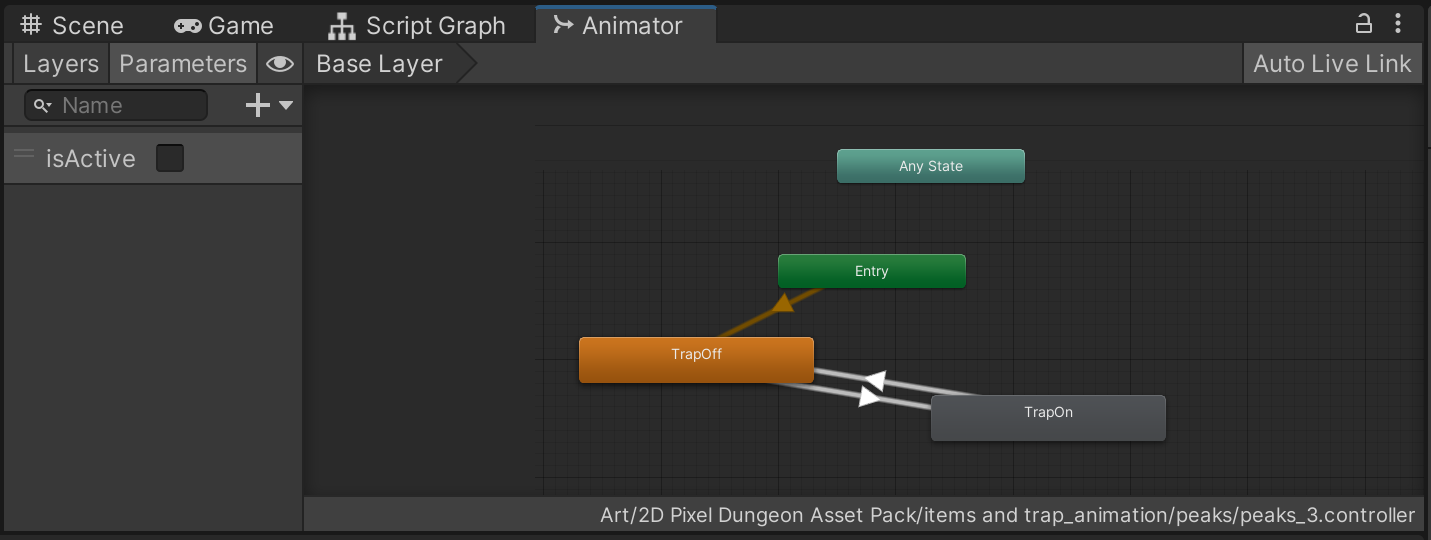 Scene Game Script Graph Animator
Layers Parameters Base Layer Auto Live Link
Name
isActive
Any State
Entry
TrapOff
TrapOn
Art/2D Pixel Dungeon Asset Pack/items and trap_animation/peaks/peaks_3.controller